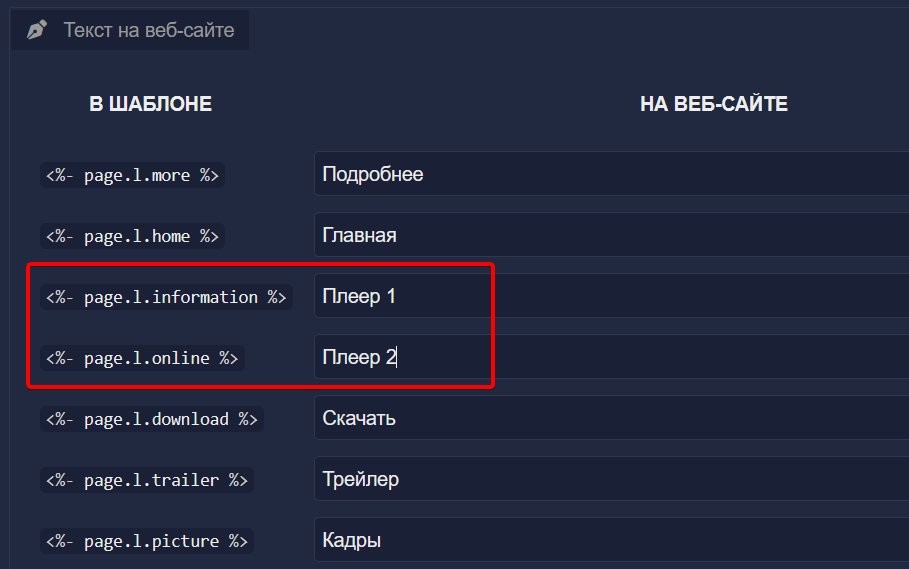 Текст на веб-сайте
В ШАБЛОНЕ НА ВЕБ-САЙТЕ
<%- page.l.more %> Подробнее
<%- page.l.home %> Главная
<%- page.l.information %> Плеер 1
<%- page.l.online %> Плеер 2
<%- page.l.download %> Скачать
<%- page.l.trailer %> Трейлер
<%- page.l.picture %> Кадры